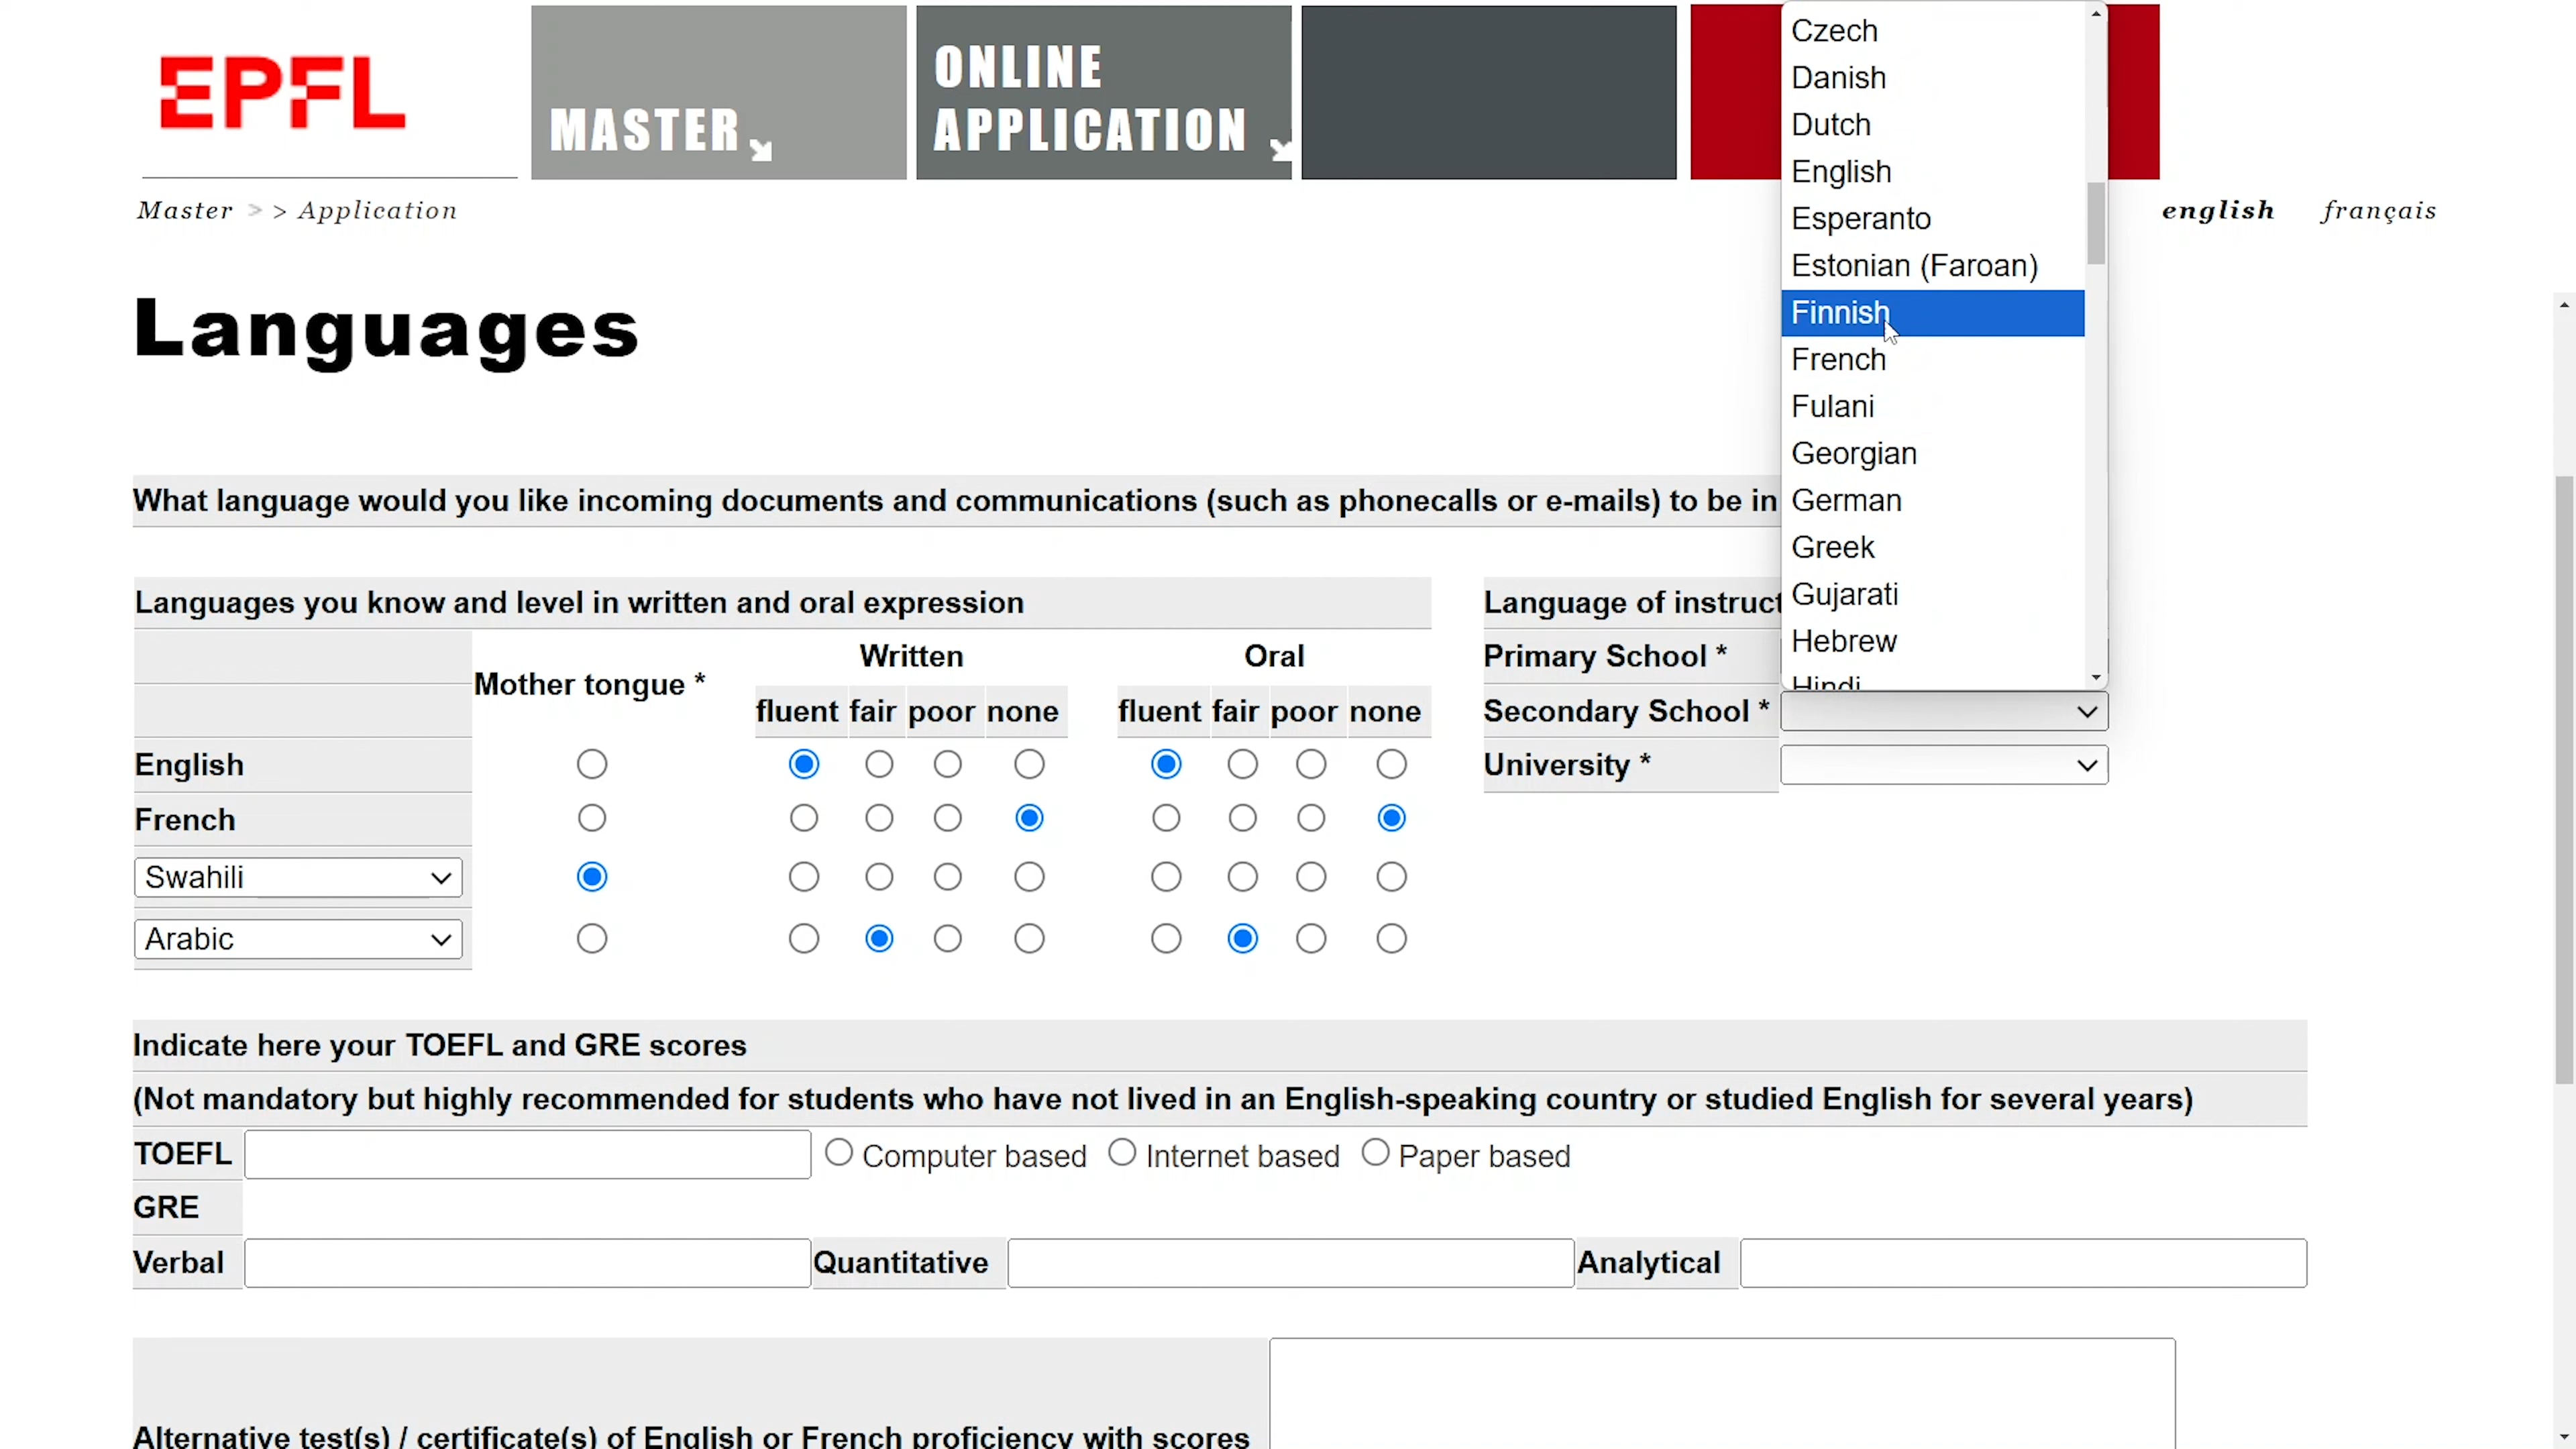 EPFL
MASTER
ONLINE
APPLICATION
Master > > Application
english français
Languages
What language would you like incoming documents and communications (such as phonecalls or e-mails) to be in
Languages you know and level in written and oral expression
Mother tongue *
Written Oral
fluent fair poor none fluent fair poor none
English
French
Swahili
Arabic
Language of instruct
Primary School *
Secondary School *
University *
Czech
Danish
Dutch
English
Esperanto
Estonian (Faroan)
Finnish
French
Fulani
Georgian
German
Greek
Gujarati
Hebrew
Hindi
Indicate here your TOEFL and GRE scores
(Not mandatory but highly recommended for students who have not lived in an English-speaking country or studied English for several years)
TOEFL Computer based Internet based Paper based
GRE
Verbal Quantitative Analytical
Alternative test(s) / certificate(s) of English or French proficiency with scores